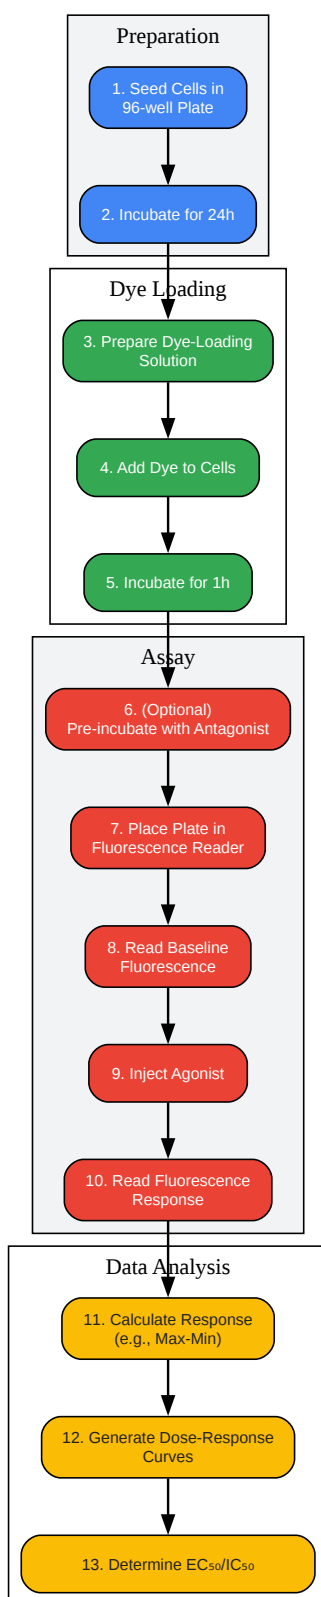 Preparation
1. Seed Cells in
96-well Plate
2. Incubate for 24h
Dye Loading
3. Prepare Dye-Loading
Solution
4. Add Dye to Cells
5. Incubate for 1h
Assay
6. (Optional)
Pre-incubate with Antagonist
7. Place Plate in
Fluorescence Reader
8. Read Baseline
Fluorescence
9. Inject Agonist
10. Read Fluorescence
Response
Data Analysis
11. Calculate Response
(e.g., Max-Min)
12. Generate Dose-Response
Curves
13. Determine EC₅₀/IC₅₀